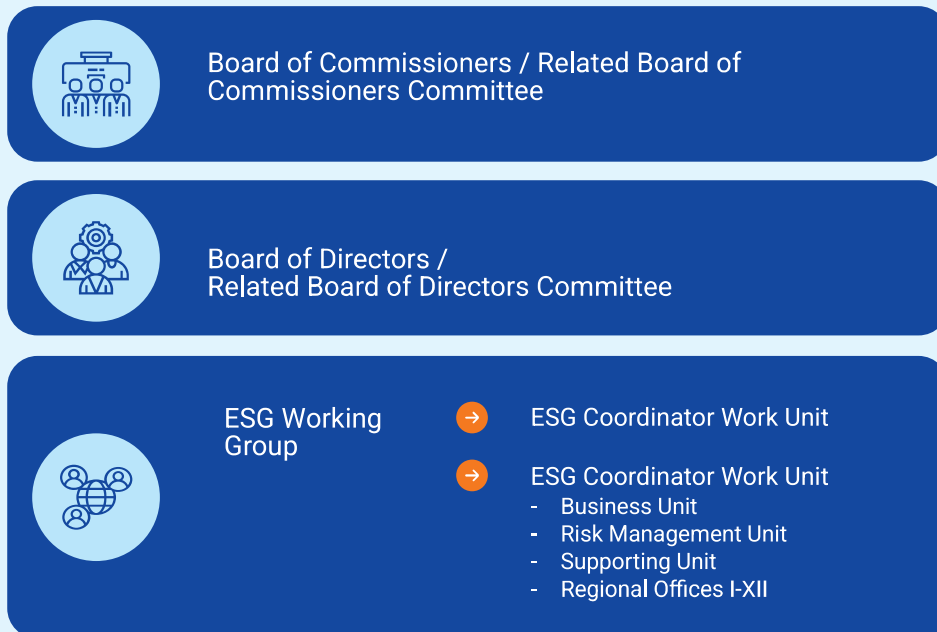 Board of Commissioners / Related Board of
Commissioners Committee
Board of Directors /
Related Board of Directors Committee
ESG Working
Group
ESG Coordinator Work Unit
ESG Coordinator Work Unit
- Business Unit
- Risk Management Unit
- Supporting Unit
- Regional Offices I-XII